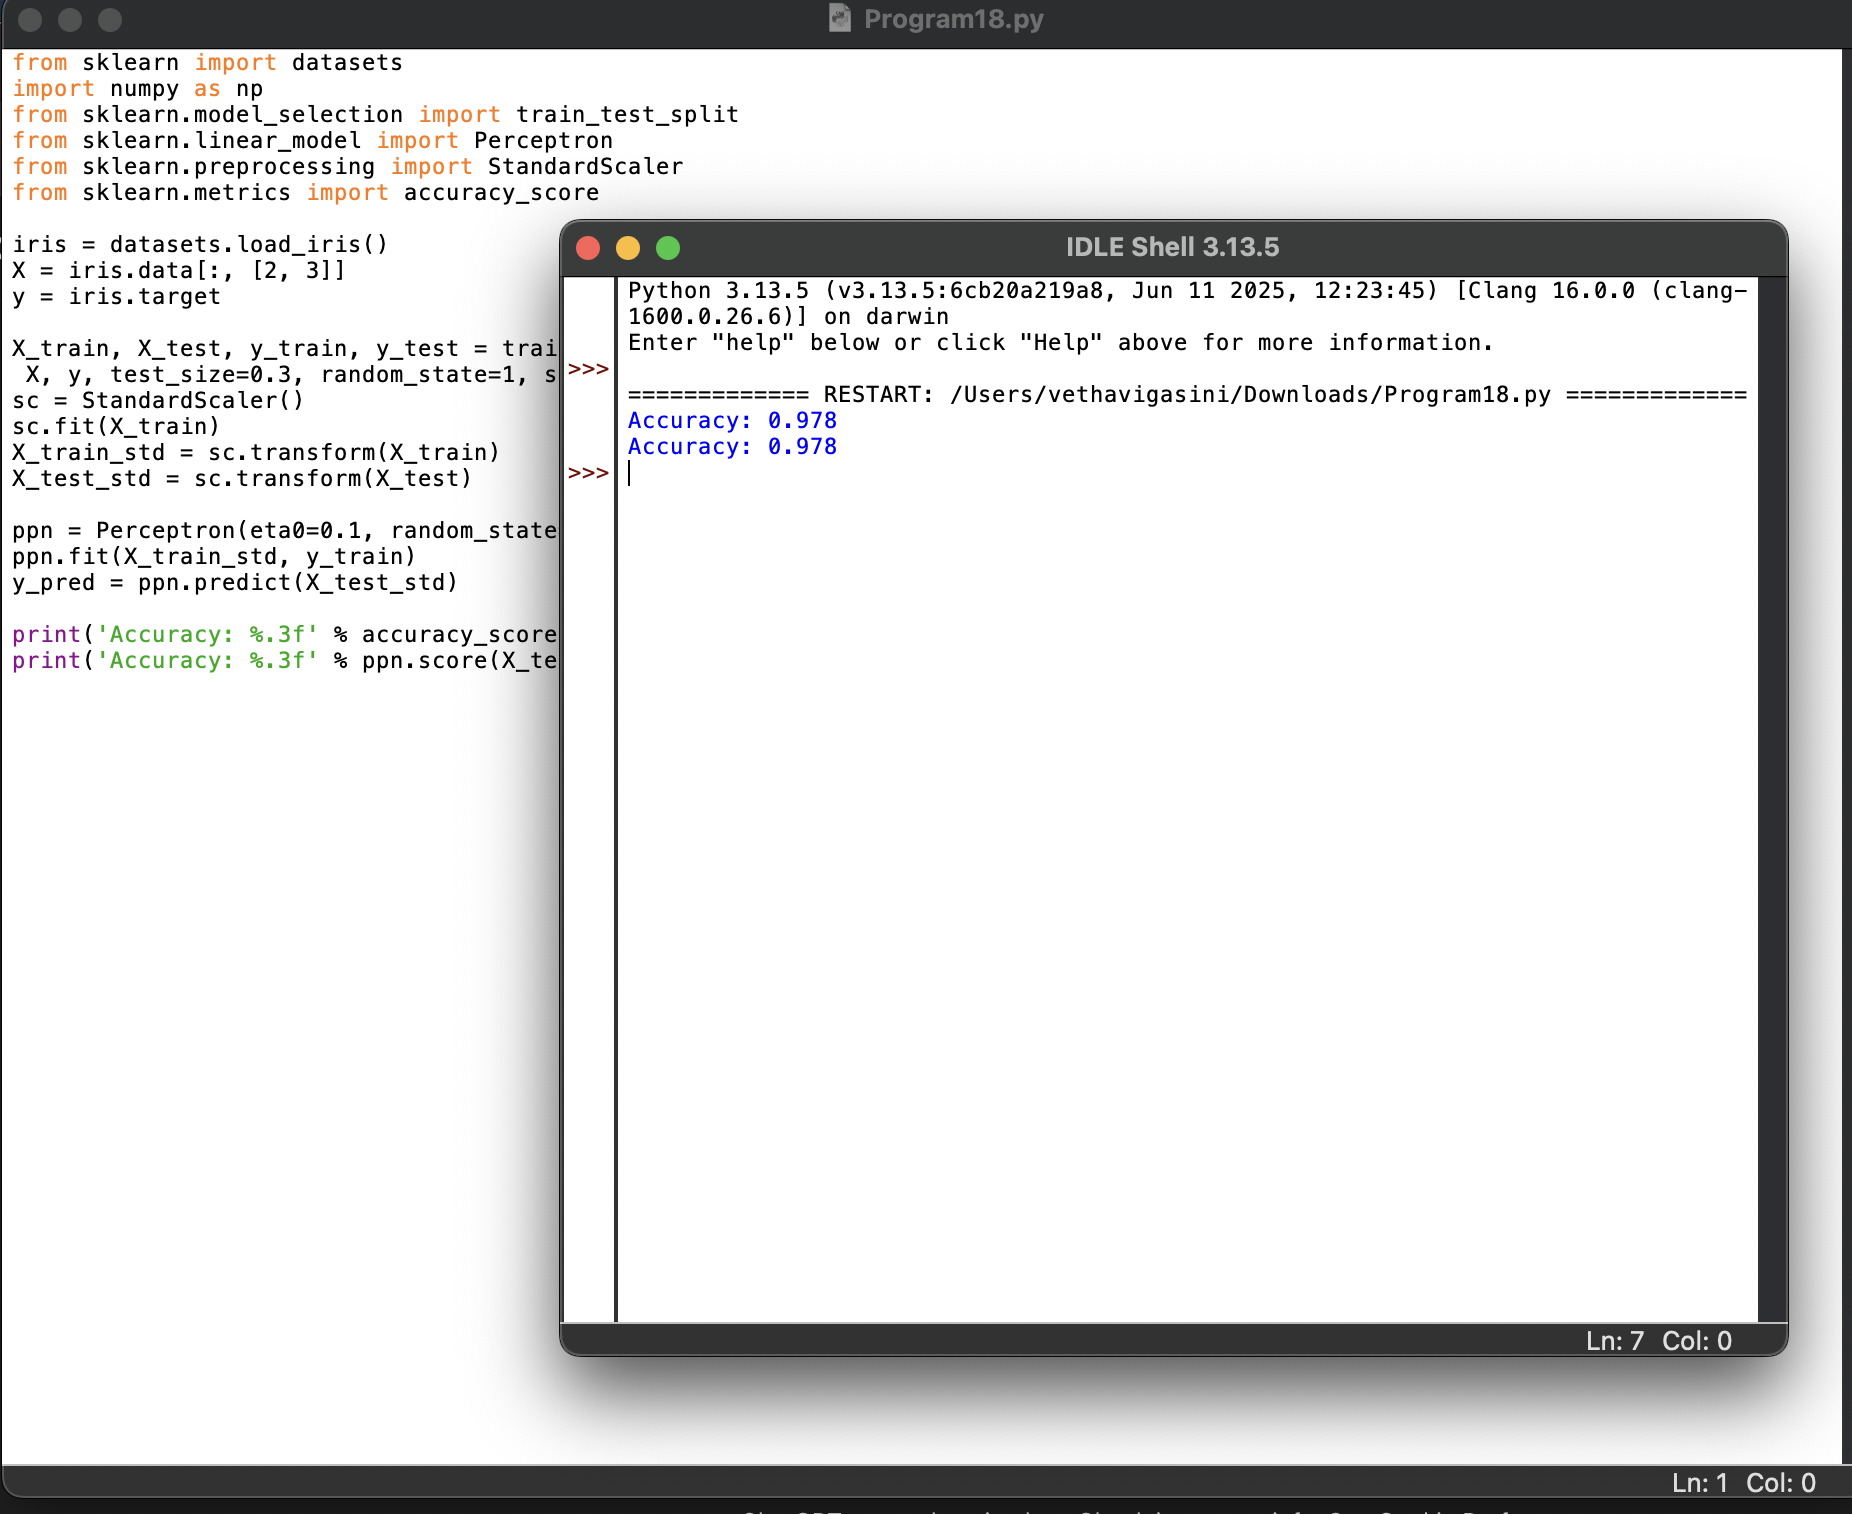 Program18.py
from sklearn import datasets
import numpy as np
from sklearn.model_selection import train_test_split
from sklearn.linear_model import Perceptron
from sklearn.preprocessing import StandardScaler
from sklearn.metrics import accuracy_score
iris = datasets.load_iris()
X = iris.data[:, [2, 3]]
y = iris.target
X_train, X_test, y_train, y_test = trai
X, y, test_size=0.3, random_state=1, s
sc = StandardScaler()
sc.fit(X_train)
X_train_std = sc.transform(X_train)
X_test_std = sc.transform(X_test)
ppn = Perceptron(eta0=0.1, random_state
ppn.fit(X_train_std, y_train)
y_pred = ppn.predict(X_test_std)
print('Accuracy: %.3f' % accuracy_score
print('Accuracy: %.3f' % ppn.score(X_te
IDLE Shell 3.13.5
Python 3.13.5 (v3.13.5:6cb20a219a8, Jun 11 2025, 12:23:45) [Clang 16.0.0 (clang-
1600.0.26.6)] on darwin
Enter "help" below or click "Help" above for more information.
>>>
============= RESTART: /Users/vethavigasini/Downloads/Program18.py =============
Accuracy: 0.978
Accuracy: 0.978
>>>
Ln: 7 Col: 0
Ln: 1 Col: 0